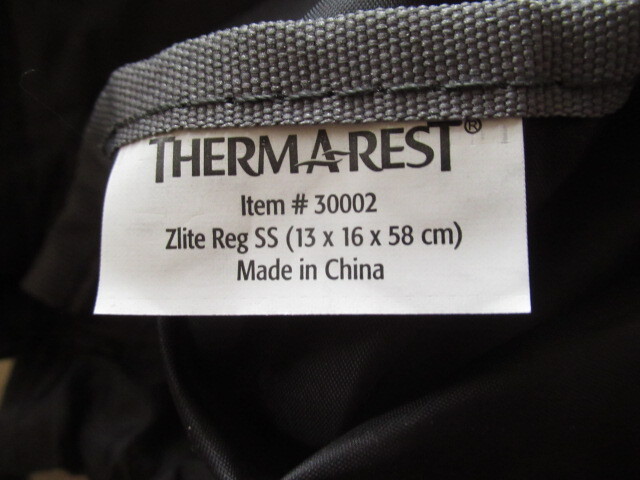 THERMAREST®
Item # 30002
Zlite Reg SS (13 x 16 x 58 cm)
Made in China